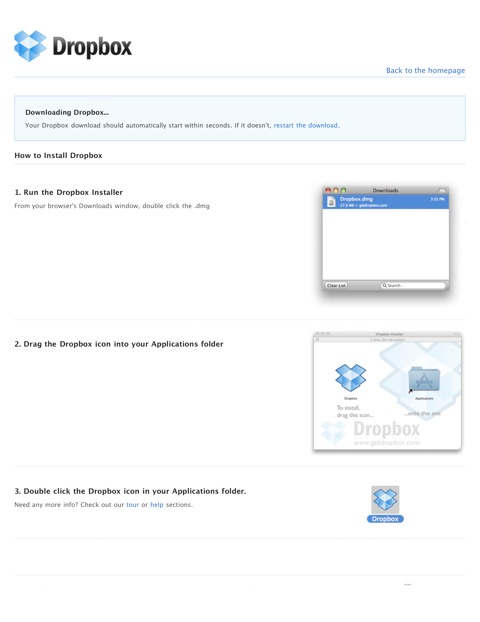 Dropbox
Back to the homepage
Downloading Dropbox...
Your Dropbox download should automatically start within seconds. If it doesn't, restart the download.
How to Install Dropbox
1. Run the Dropbox Installer
From your browser's Downloads window, double click the .dmg
Downloads
Dropbox.dmg 3:23 PM
17.8 MB — getdropbox.com
Clear List Search...
2. Drag the Dropbox icon into your Applications folder
Dropbox Installer
Dropbox Applications
To install,
drag this icon... ...onto this one
Dropbox
www.getdropbox.com
3. Double click the Dropbox icon in your Applications folder.
Need any more info? Check out our tour or help sections.
Dropbox